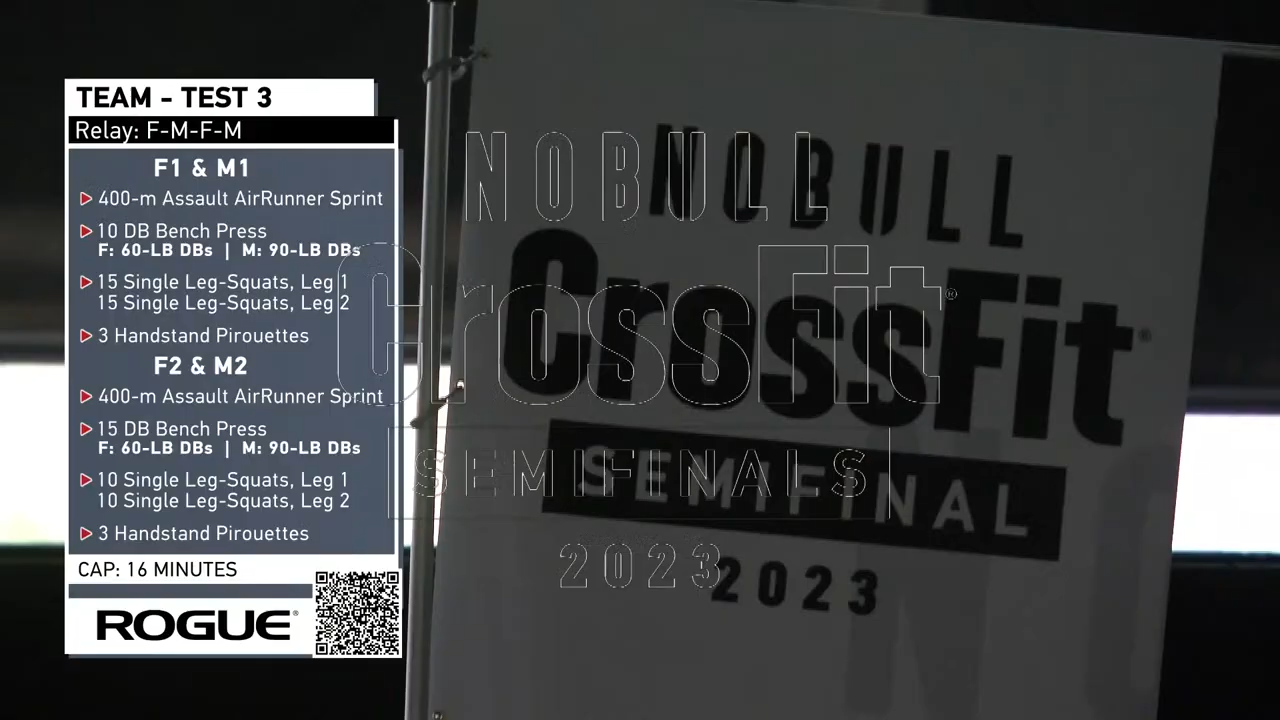 TEAM - TEST 3
Relay: F-M-F-M
F1 & M1
400-m Assault AirRunner Sprint
10 DB Bench Press
F: 60-LB DBs | M: 90-LB DBs
15 Single Leg-Squats, Leg 1
15 Single Leg-Squats, Leg 2
3 Handstand Pirouettes
F2 & M2
400-m Assault AirRunner Sprint
15 DB Bench Press
F: 60-LB DBs | M: 90-LB DBs
10 Single Leg-Squats, Leg 1
10 Single Leg-Squats, Leg 2
3 Handstand Pirouettes
CAP: 16 MINUTES
ROGUE®
NOBULL
CrossFit®
SEMIFINALS
2023
NOBULL
CrossFit®
SEMIFINAL
2023